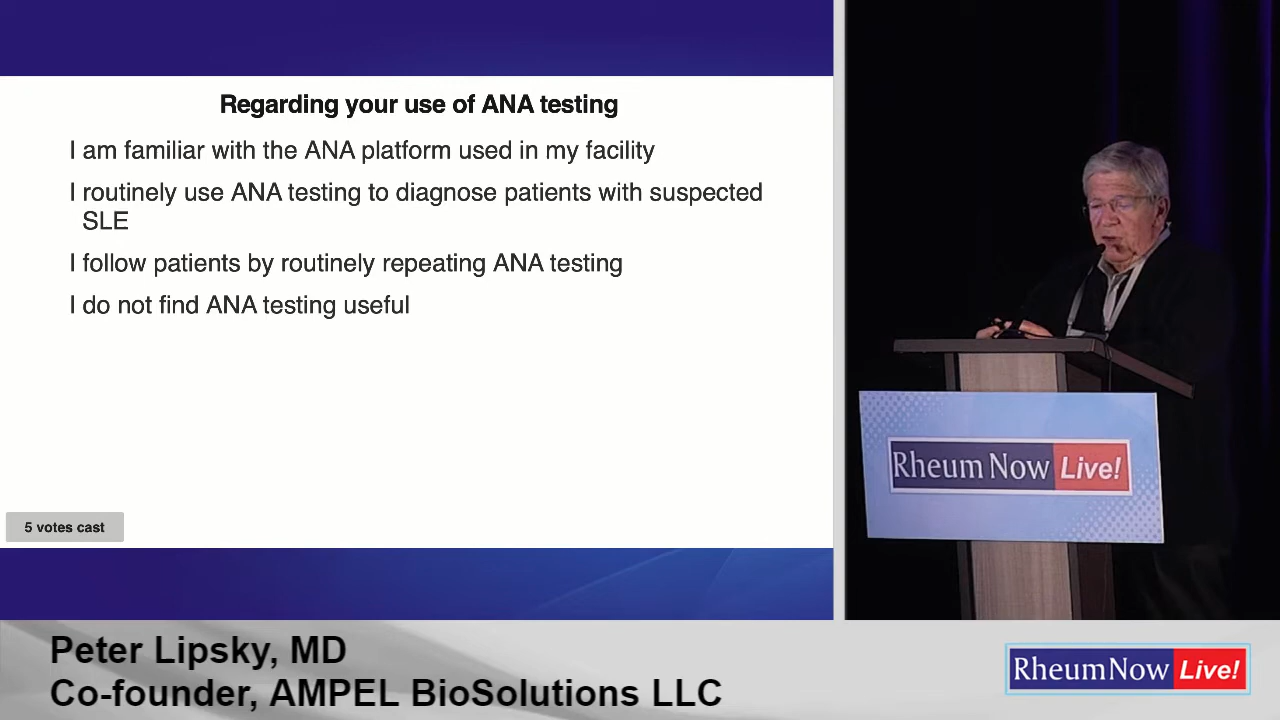 Regarding your use of ANA testing
I am familiar with the ANA platform used in my facility
I routinely use ANA testing to diagnose patients with suspected
SLE
I follow patients by routinely repeating ANA testing
I do not find ANA testing useful
5 votes cast
Rheum Now Live!
Peter Lipsky, MD
Co-founder, AMPEL BioSolutions LLC
RheumNow Live!